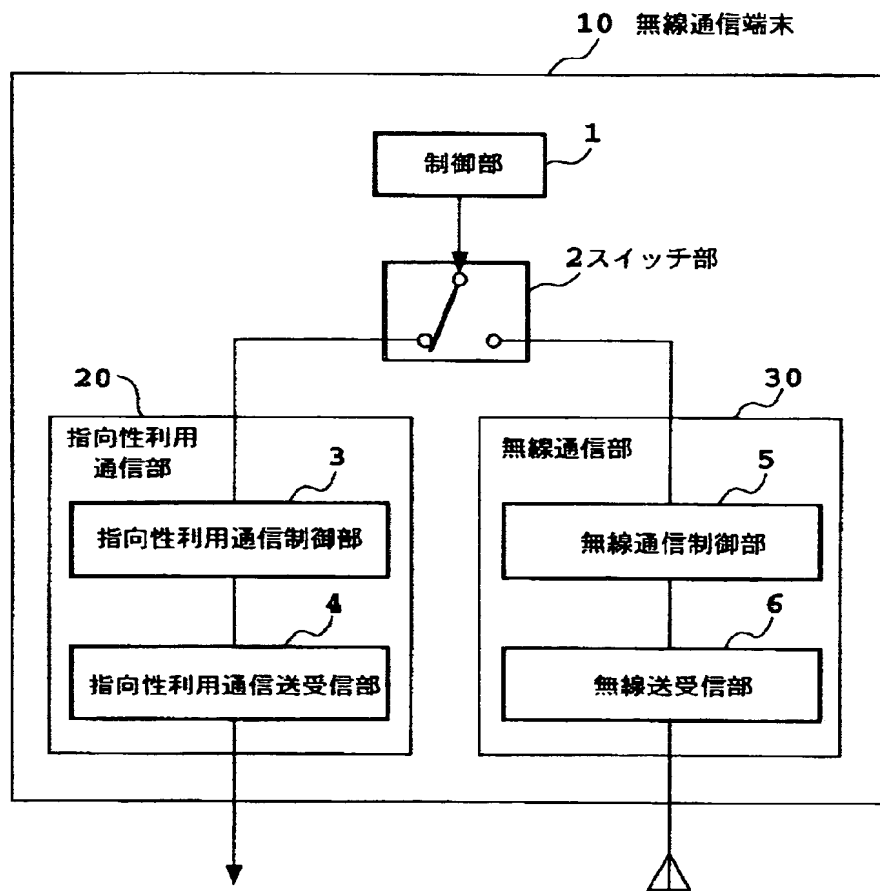 10 無線通信端末
1
制御部
2スイッチ部
20
30
指向性利用
通信部
無線通信部
3
指向性利用通信制御部
5
無線通信制御部
4
指向性利用通信送受信部
6
無線送受信部